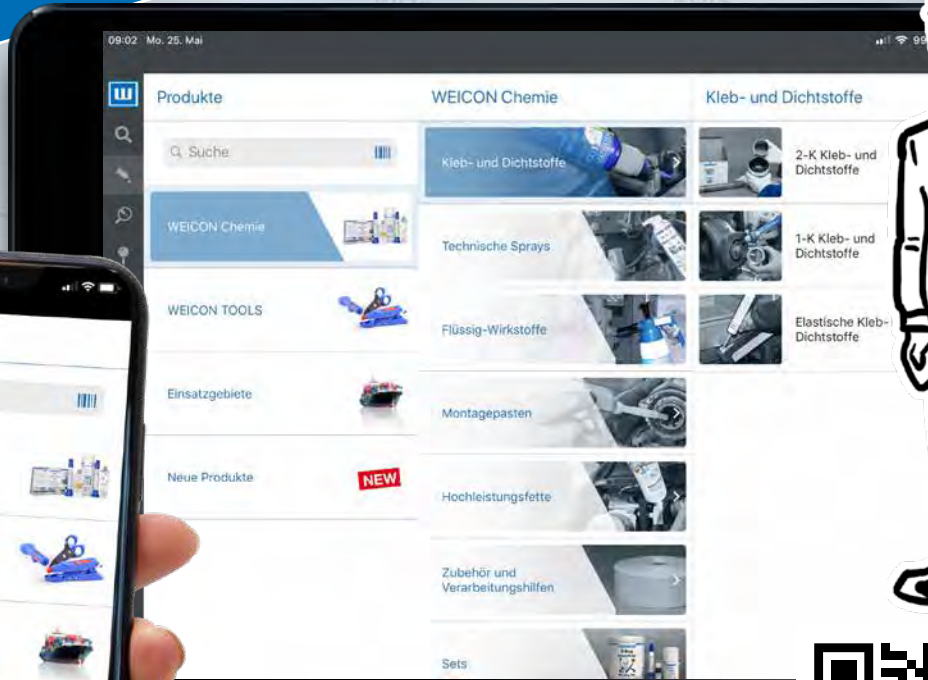 09:02 Mo. 25. Mai
99
Produkte
WEICON Chemie
Kleb- und Dichtstoffe
Suche
WEICON Chemie
WEICON TOOLS
Einsatzgebiete
Neue Produkte
NEW
Kleb- und Dichtstoffe
Technische Sprays
Flüssig-Wirkstoffe
Montagepasten
Hochleistungsfette
Zubehör und
Verarbeitungshilfen
Sets
2-K Kleb- und
Dichtstoffe
1-K Kleb- und
Dichtstoffe
Elastische Kleb-
Dichtstoffe